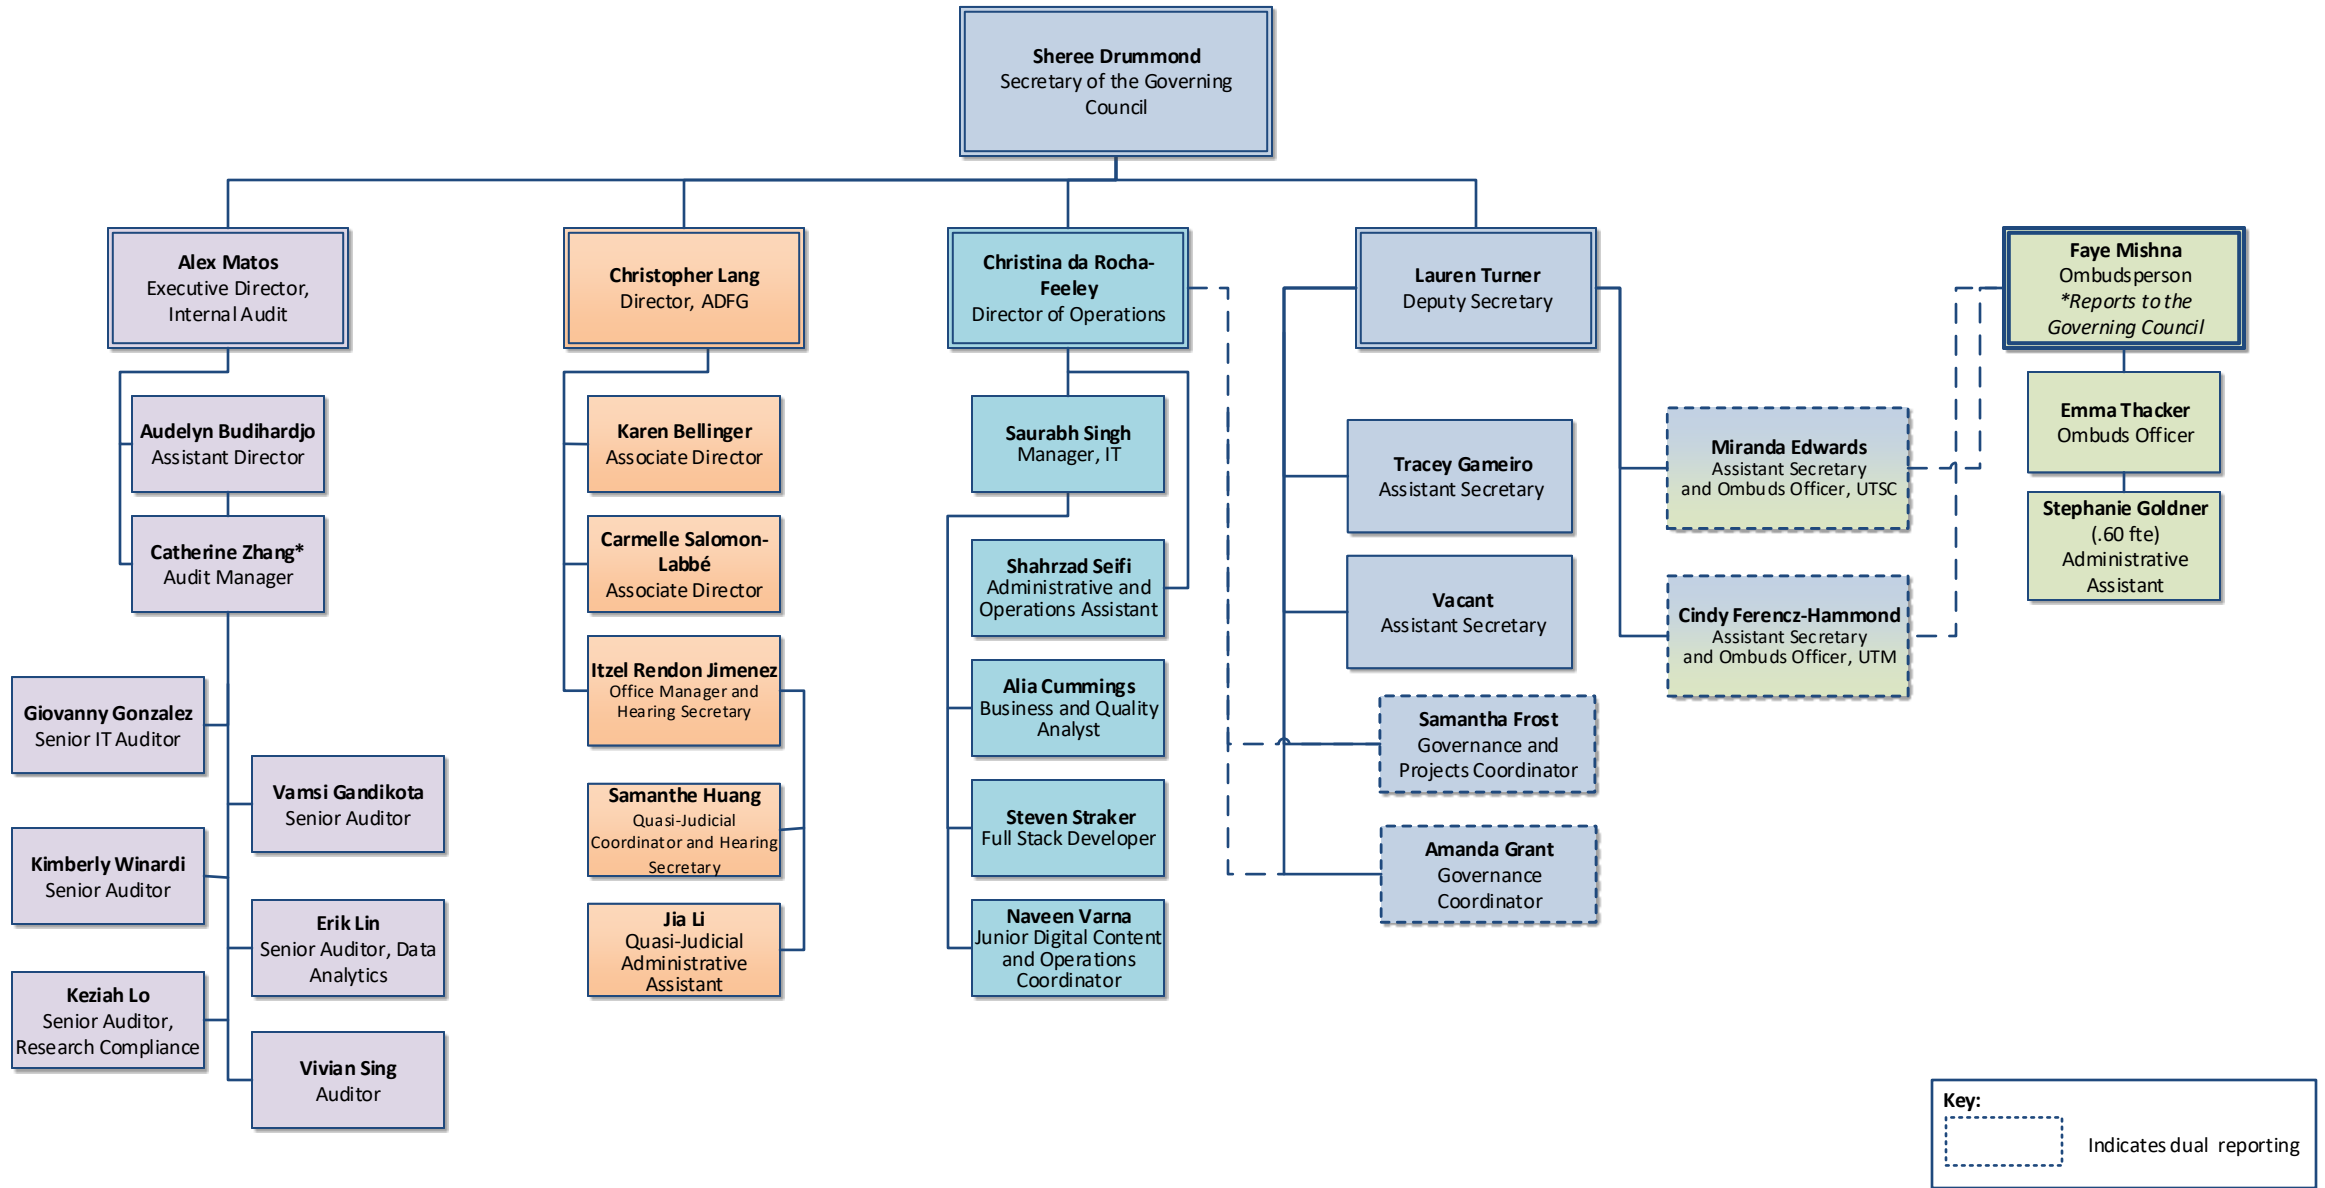 Sheree Drummond
Secretary of the Governing
Council
Alex Matos
Executive Director,
Internal Audit
Christopher Lang
Director, ADFG
Christina da Rocha-
Feeley
Director of Operations
Lauren Turner
Deputy Secretary
Faye Mishna
Ombudsperson
*Reports to the
Governing Council
Audelyn Budihardjo
Assistant Director
Catherine Zhang*
Audit Manager
Giovanny Gonzalez
Senior IT Auditor
Vamsi Gandikota
Senior Auditor
Kimberly Winardi
Senior Auditor
Erik Lin
Senior Auditor, Data
Analytics
Keziah Lo
Senior Auditor,
Research Compliance
Vivian Sing
Auditor
Karen Bellinger
Associate Director
Carmelle Salomon-
Labbé
Associate Director
Itzel Rendon Jimenez
Office Manager and
Hearing Secretary
Samanthe Huang
Quasi-Judicial
Coordinator and Hearing
Secretary
Jia Li
Quasi-Judicial
Administrative
Assistant
Saurabh Singh
Manager, IT
Shahrzad Seifi
Administrative and
Operations Assistant
Alia Cummings
Business and Quality
Analyst
Steven Straker
Full Stack Developer
Naveen Varna
Junior Digital Content
and Operations
Coordinator
Tracey Gameiro
Assistant Secretary
Vacant
Assistant Secretary
Samantha Frost
Governance and
Projects Coordinator
Amanda Grant
Governance
Coordinator
Miranda Edwards
Assistant Secretary
and Ombuds Officer, UTSC
Cindy Ferencz-Hammond
Assistant Secretary
and Ombuds Officer, UTM
Emma Thacker
Ombuds Officer
Stephanie Goldner
(.60 fte)
Administrative
Assistant
Key:
Indicates dual reporting